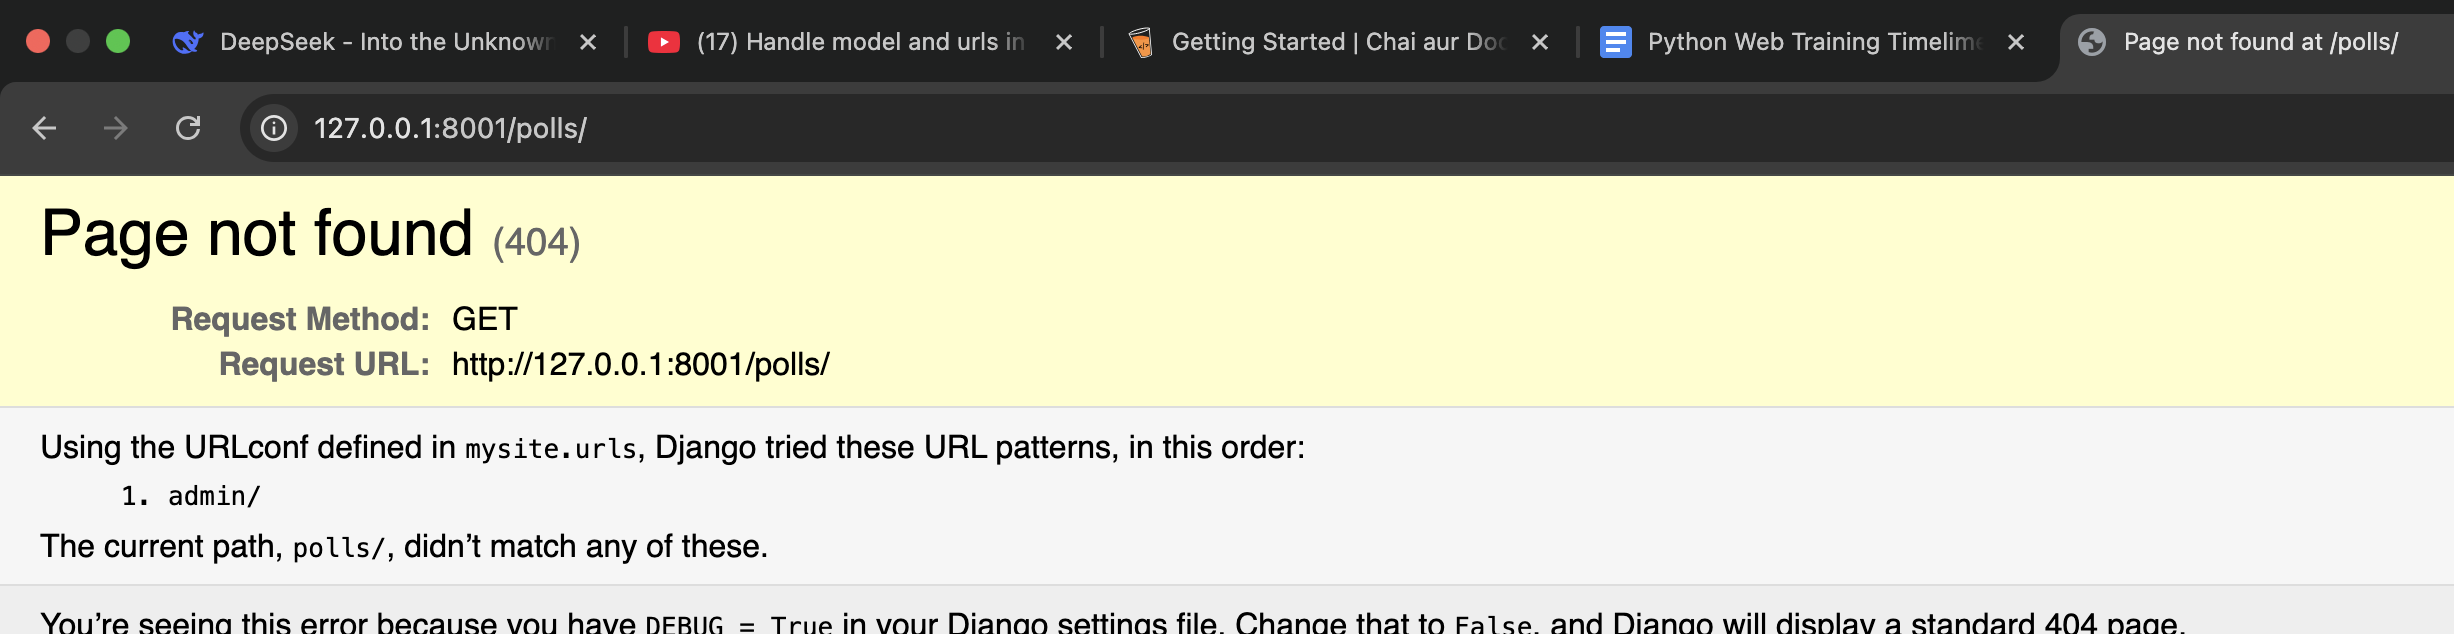 DeepSeek - Into the Unknown
(17) Handle model and urls in
Getting Started | Chai aur Doc
Python Web Training Timelime
Page not found at /polls/
127.0.0.1:8001/polls/
Page not found (404)
Request Method: GET
Request URL: http://127.0.0.1:8001/polls/
Using the URLconf defined in mysite.urls, Django tried these URL patterns, in this order:
1. admin/
The current path, polls/, didn’t match any of these.
You’re seeing this error because you have DEBUG = True in your Django settings file. Change that to False, and Django will display a standard 404 page.